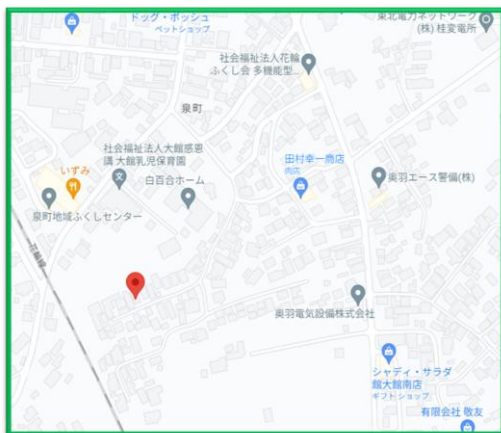 ドッグ・ポッシュ
ペットショップ
東北電力ネットワーク
(株) 桂変電所
社会福祉法人花輪
ふくし会 多機能型...
泉町
社会福祉法人大館感恩
講 大館乳児保育園
いずみ
白百合ホーム
田村幸一商店
肉店
奥羽エース警備(株)
泉町地域ふくしセンター
花輪線
奥羽電気設備株式会社
シャディ・サラダ
館大館南店
ギフト ショップ
有限会社 敬友